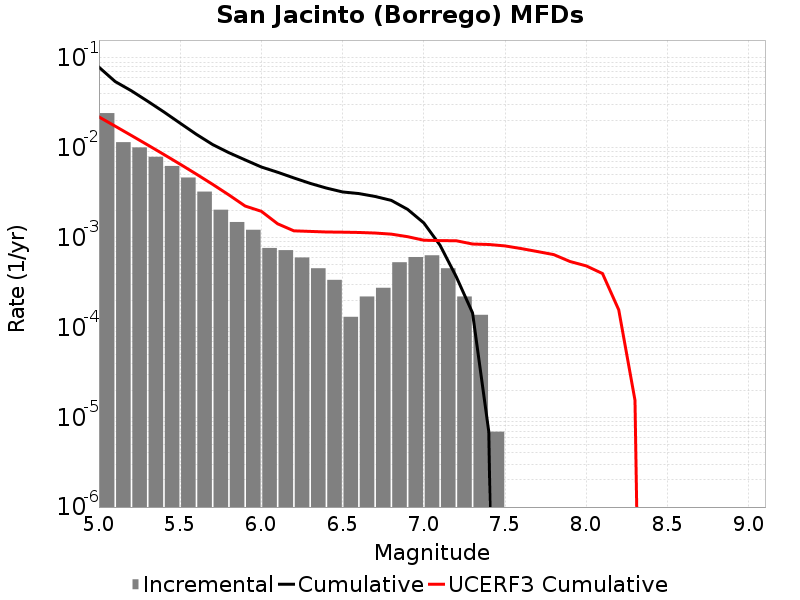 San Jacinto (Borrego) MFDs
10^-1
10^-2
10^-3
10^-4
10^-5
10^-6
Rate (1/yr)
5.0 5.5 6.0 6.5 7.0 7.5 8.0 8.5 9.0
Magnitude
Incremental Cumulative UCERF3 Cumulative